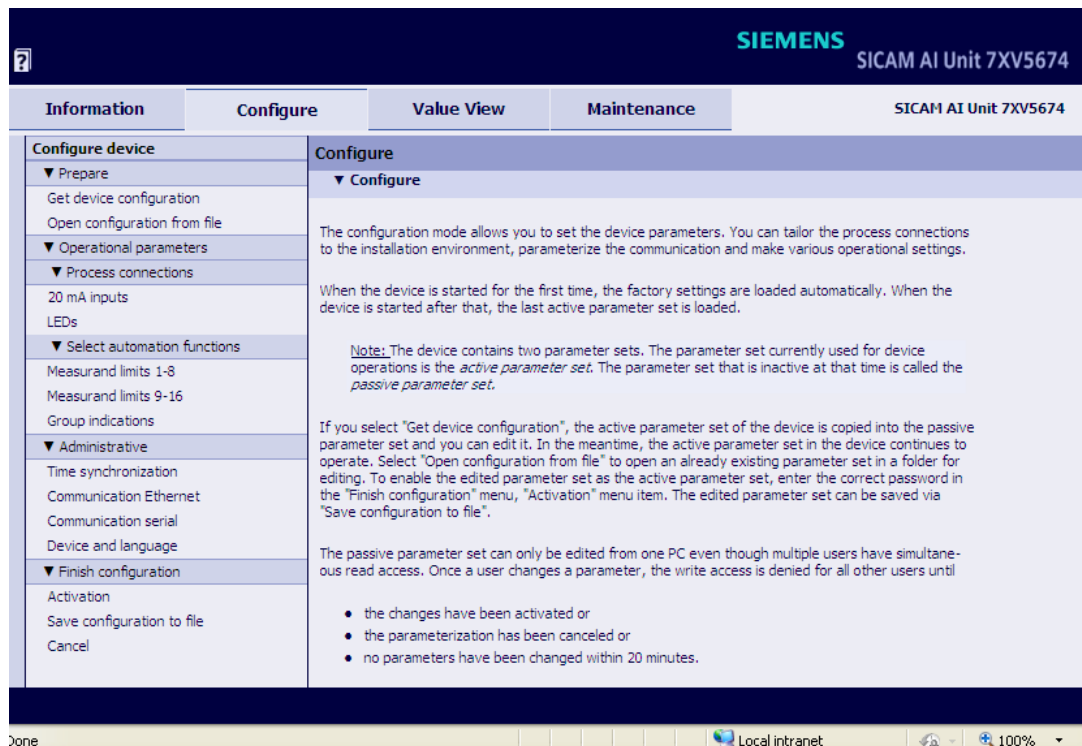 SIEMENS
?
SICAM AI Unit 7XV5674
Information
Configure
Value View
Maintenance
SICAM AI Unit 7XV5674
Configure device
▼ Prepare
Get device configuration
Open configuration from file
▼ Operational parameters
▼ Process connections
20 mA inputs
LEDs
▼ Select automation functions
Measurand limits 1-8
Measurand limits 9-16
Group indications
▼ Administrative
Time synchronization
Communication Ethernet
Communication serial
Device and language
▼ Finish configuration
Activation
Save configuration to file
Cancel
Configure
▼ Configure
The configuration mode allows you to set the device parameters. You can tailor the process connections
to the installation environment, parameterize the communication and make various operational settings.
When the device is started for the first time, the factory settings are loaded automatically. When the
device is started after that, the last active parameter set is loaded.
Note: The device contains two parameter sets. The parameter set currently used for device
operations is the active parameter set. The parameter set that is inactive at that time is called the
passive parameter set.
If you select "Get device configuration", the active parameter set of the device is copied into the passive
parameter set and you can edit it. In the meantime, the active parameter set in the device continues to
operate. Select "Open configuration from file" to open an already existing parameter set in a folder for
editing. To enable the edited parameter set as the active parameter set, enter the correct password in
the "Finish configuration" menu, "Activation" menu item. The edited parameter set can be saved via
"Save configuration to file".
The passive parameter set can only be edited from one PC even though multiple users have simultane-
ous read access. Once a user changes a parameter, the write access is denied for all other users until
• the changes have been activated or
• the parameterization has been canceled or
• no parameters have been changed within 20 minutes.
Done
Local intranet
100%